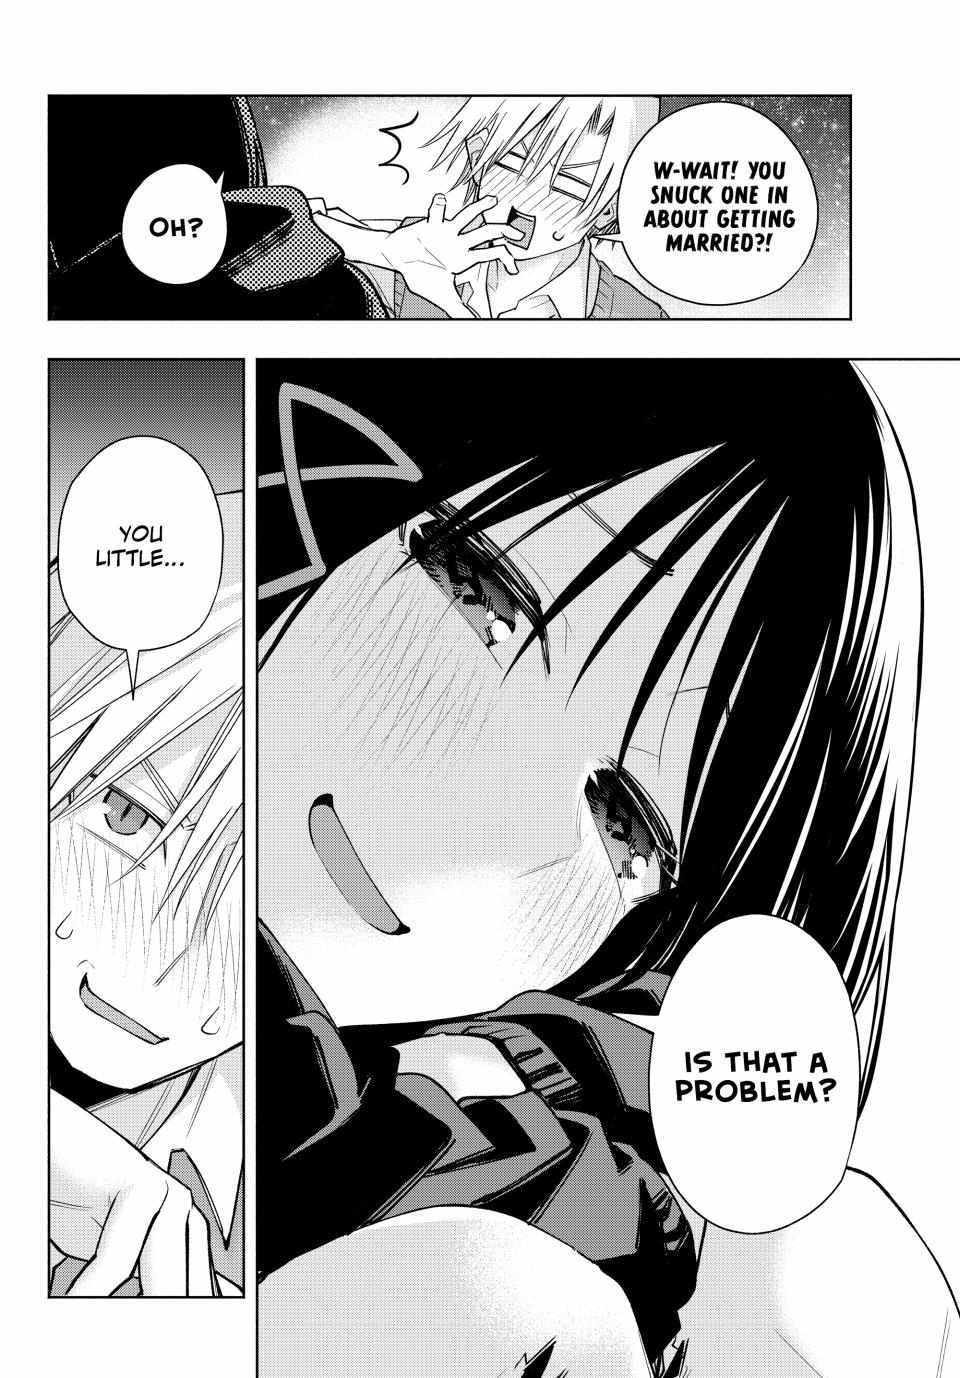 W-WAIT! YOU
SNUCK ONE IN
ABOUT GETTING
MARRIED?!
OH?
IS THAT A
PROBLEM?
YOU
LITTLE...